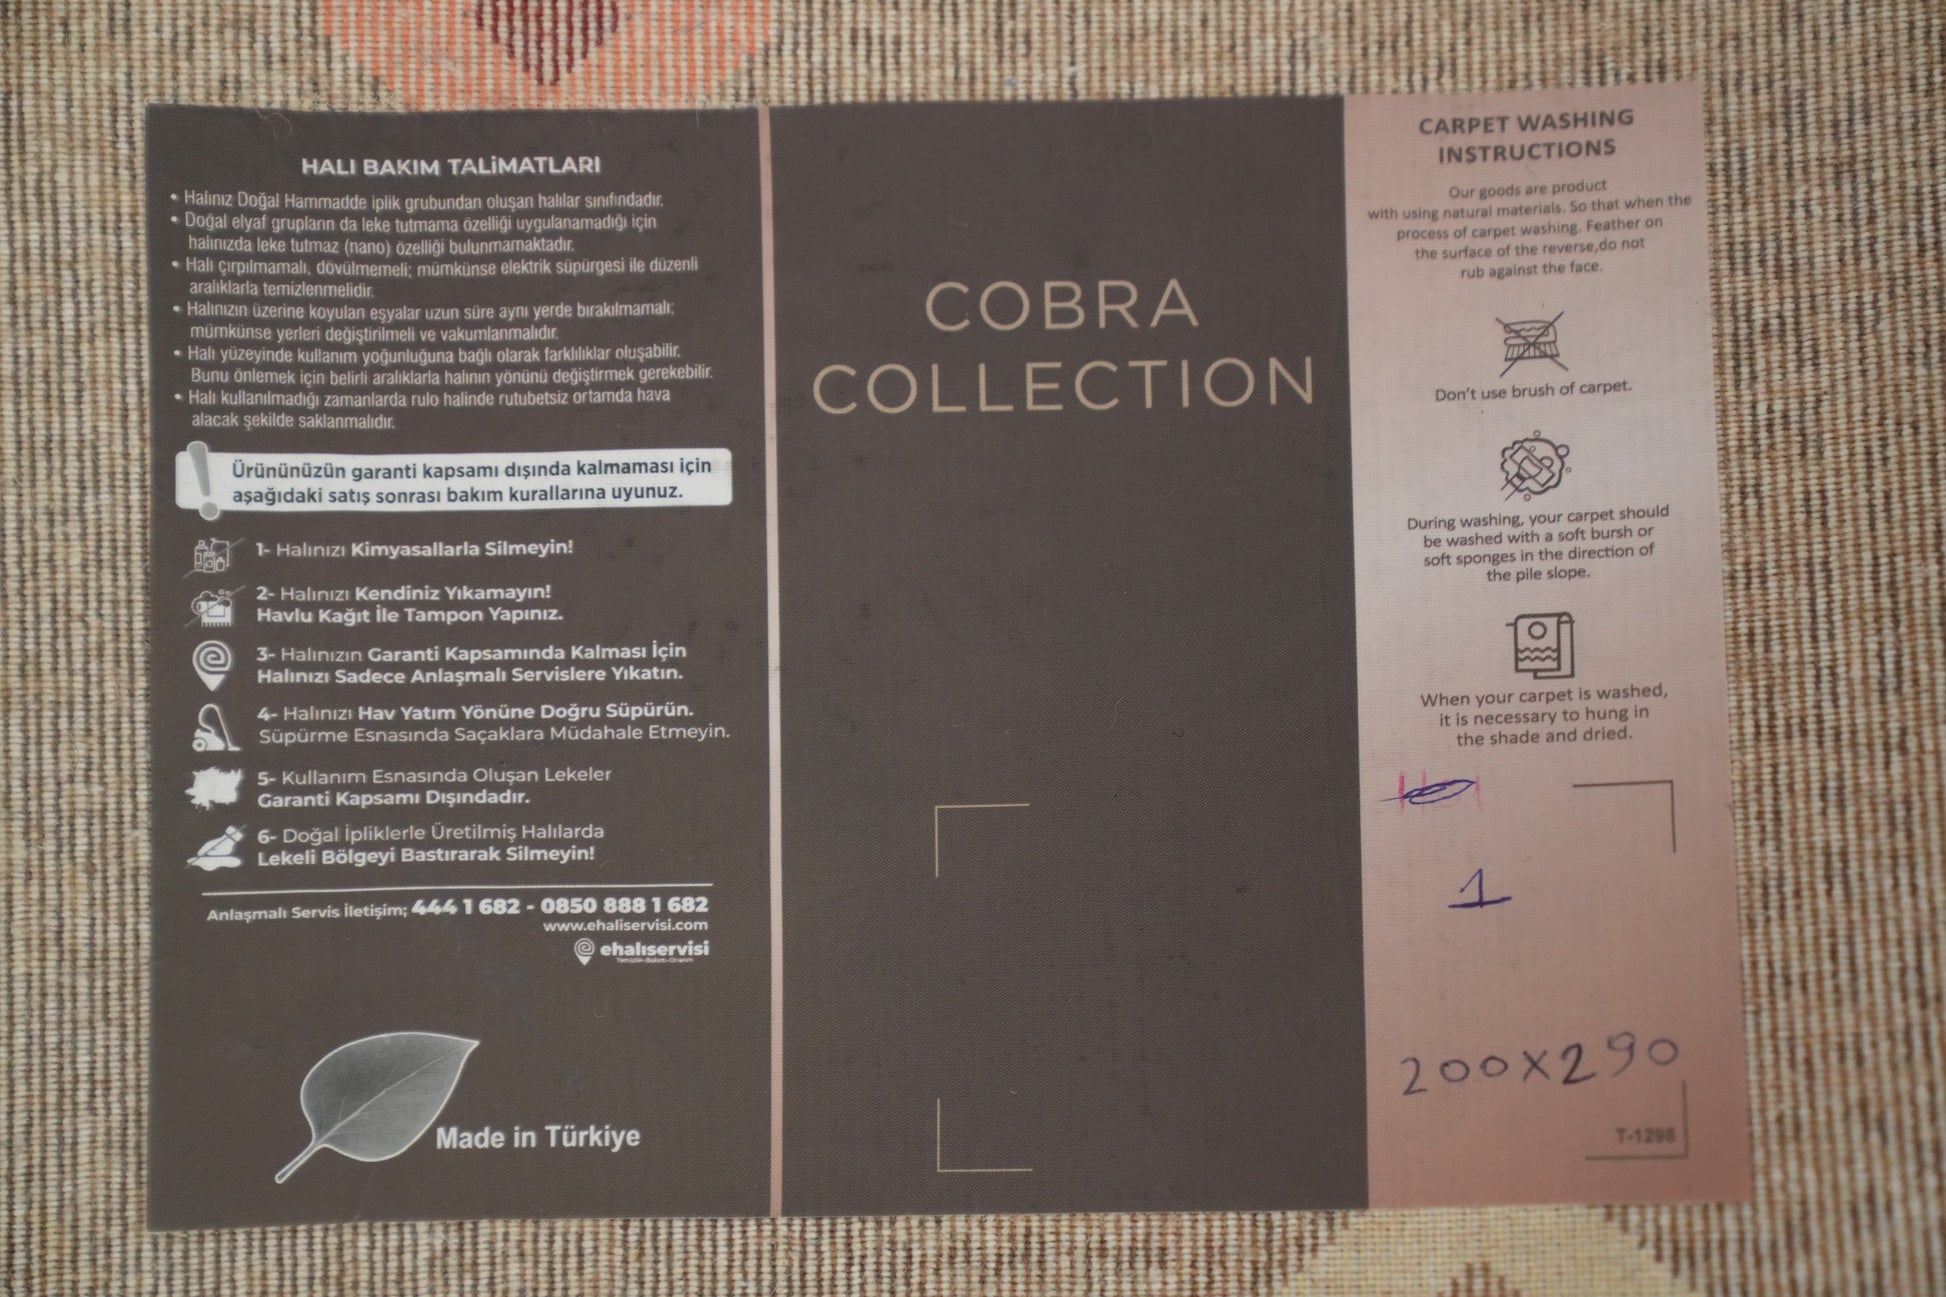 HALI BAKIM TALİMATLARI
• Halınız Doğal Hammadde iplik grubundan oluşan halılar sınıfındadır.
• Doğal elyaf grupların da leke tutmama özelliği uygulanamadığı için
halınızda leke tutmaz (nano) özelliği bulunmamaktadır.
• Halı çırpılmamalı, dövülmemeli; mümkünse elektrik süpürgesi ile düzenli
aralıklarla temizlenmelidir.
• Halınızın üzerine koyulan eşyalar uzun süre aynı yerde bırakılmamalı;
mümkünse yerleri değiştirilmeli ve vakumlanmalıdır.
• Halı yüzeyinde kullanım yoğunluğuna bağlı olarak farklılıklar oluşabilir.
Bunu önlemek için belirli aralıklarla halının yönünü değiştirmek gerekebilir.
• Halı kullanılmadığı zamanlarda rulo halinde rutubetsiz ortamda hava
alacak şekilde saklanmalıdır.
Ürününüzün garanti kapsamı dışında kalmaması için
aşağıdaki satış sonrası bakım kurallarına uyunuz.
1- Halınızı Kimyasallarla Silmeyin!
2- Halınızı Kendiniz Yıkamayın!
Havlu Kağıt İle Tampon Yapınız.
3- Halınızın Garanti Kapsamında Kalması İçin
Halınızı Sadece Anlaşmalı Servislere Yıkatın.
4- Halınızı Hav Yatım Yönüne Doğru Süpürün.
Süpürme Esnasında Saçaklara Müdahale Etmeyin.
5- Kullanım Esnasında Oluşan Lekeler
Garanti Kapsamı Dışındadır.
6- Doğal İpliklerle Üretilmiş Halılarda
Lekeli Bölgeyi Bastırarak Silmeyin!
Anlaşmalı Servis İletişim; 444 1 682 - 0850 888 1 682
www.ehaliservisi.com
ehalıservisi
Temizlik-Bakım-Onarım
Made in Türkiye
COBRA
COLLECTION
CARPET WASHING
INSTRUCTIONS
Our goods are product
with using natural materials. So that when the
process of carpet washing. Feather on
the surface of the reverse,do not
rub against the face.
Don't use brush of carpet.
During washing, your carpet should
be washed with a soft bursh or
soft sponges in the direction of
the pile slope.
When your carpet is washed,
it is necessary to hung in
the shade and dried.
1
200x290
T-1298